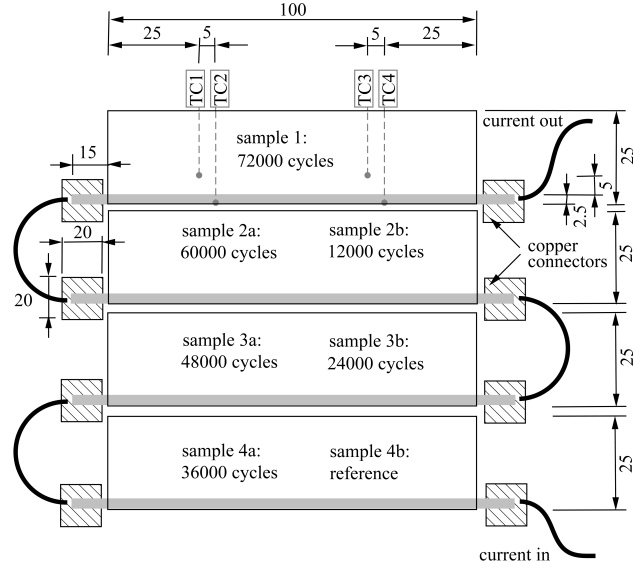 100
25
5
5
25
TC1
TC2
TC3
TC4
current out
sample 1:
72000 cycles
15
25
5
2.5
sample 2a:
60000 cycles
sample 2b:
12000 cycles
20
copper
connectors
25
20
sample 3a:
48000 cycles
sample 3b:
24000 cycles
25
sample 4a:
36000 cycles
sample 4b:
reference
25
current in